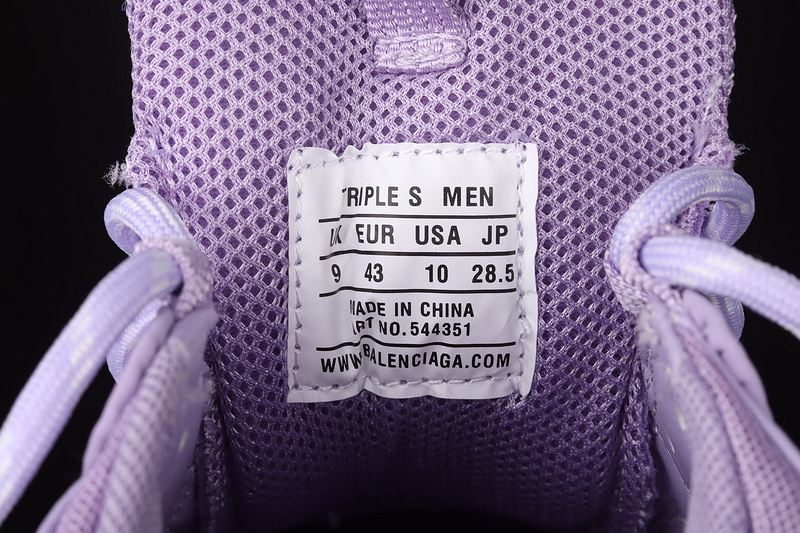 TRIPLE S MEN
UK EUR USA JP
9 43 10 28.5
MADE IN CHINA
ART NO.544351
WWW.BALENCIAGA.COM